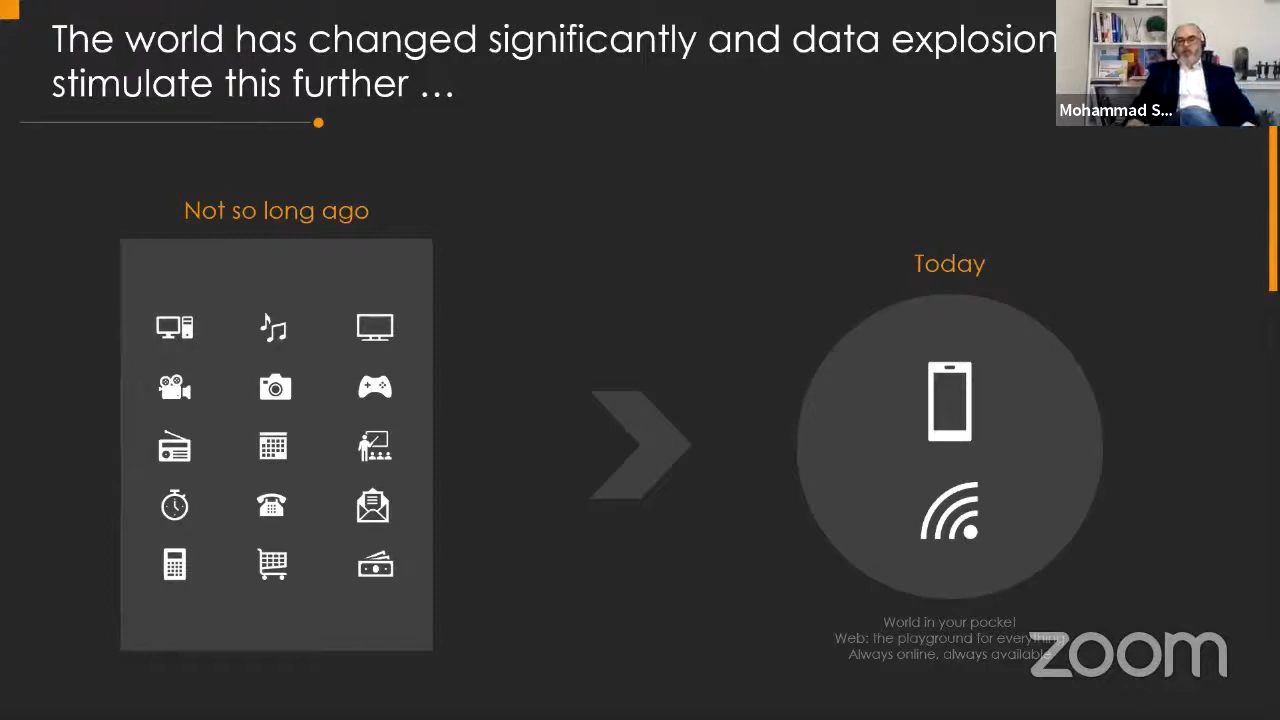 The world has changed significantly and data explosion
stimulate this further ...
Mohammad S...
Not so long ago
Today
World in your pocket
Web: the playground for everything
Always online, always available
zoom